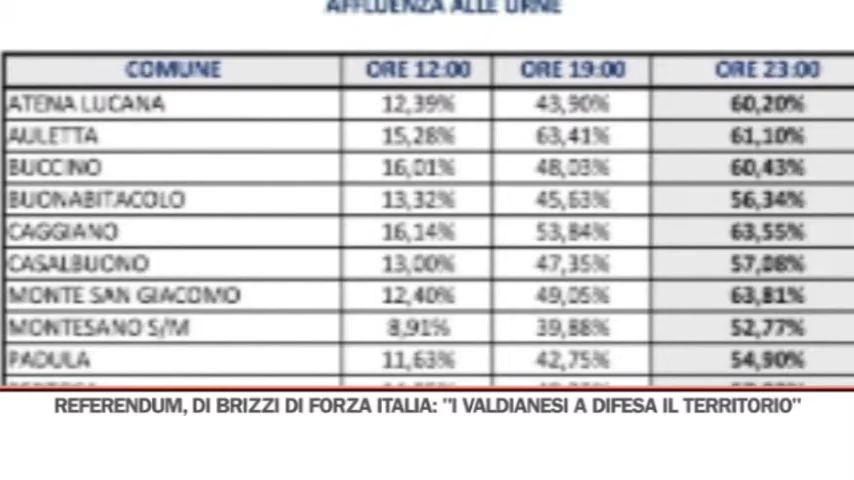 AFFLUENZA ALLE URNE
COMUNE ORE 12:00 ORE 19:00 ORE 23:00
ATENA LUCANA 12,39% 43,90% 60,20%
AULETTA 15,28% 63,41% 61,10%
BUCCINO 16,01% 48,03% 60,43%
BUONABITACOLO 13,32% 45,63% 56,34%
CAGGIANO 16,14% 53,84% 63,55%
CASALBUONO 13,00% 47,35% 57,08%
MONTE SAN GIACOMO 12,40% 49,05% 63,81%
MONTESANO S/M 8,91% 39,88% 52,77%
PADULA 11,63% 42,75% 54,90%
REFERENDUM, DI BRIZZI DI FORZA ITALIA: "I VALDIANESI A DIFESA IL TERRITORIO"